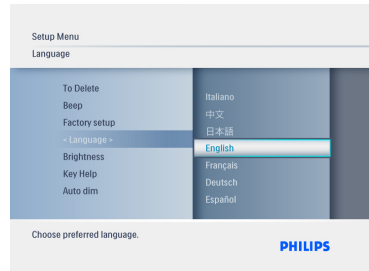 Setup Menu
Language
To Delete
Beep
Factory setup
< Language >
Brightness
Key Help
Auto dim
Italiano
中文
日本語
English
Français
Deutsch
Español
Choose preferred language.
PHILIPS